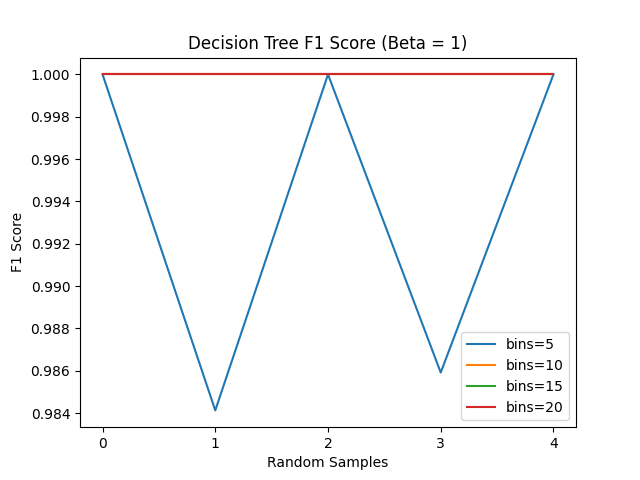 Decision Tree F1 Score (Beta = 1)
1.000
0.998
0.996
0.994
0.992
0.990
0.988
0.986
0.984
F1 Score
bins=5
bins=10
bins=15
bins=20
0 1 2 3 4
Random Samples